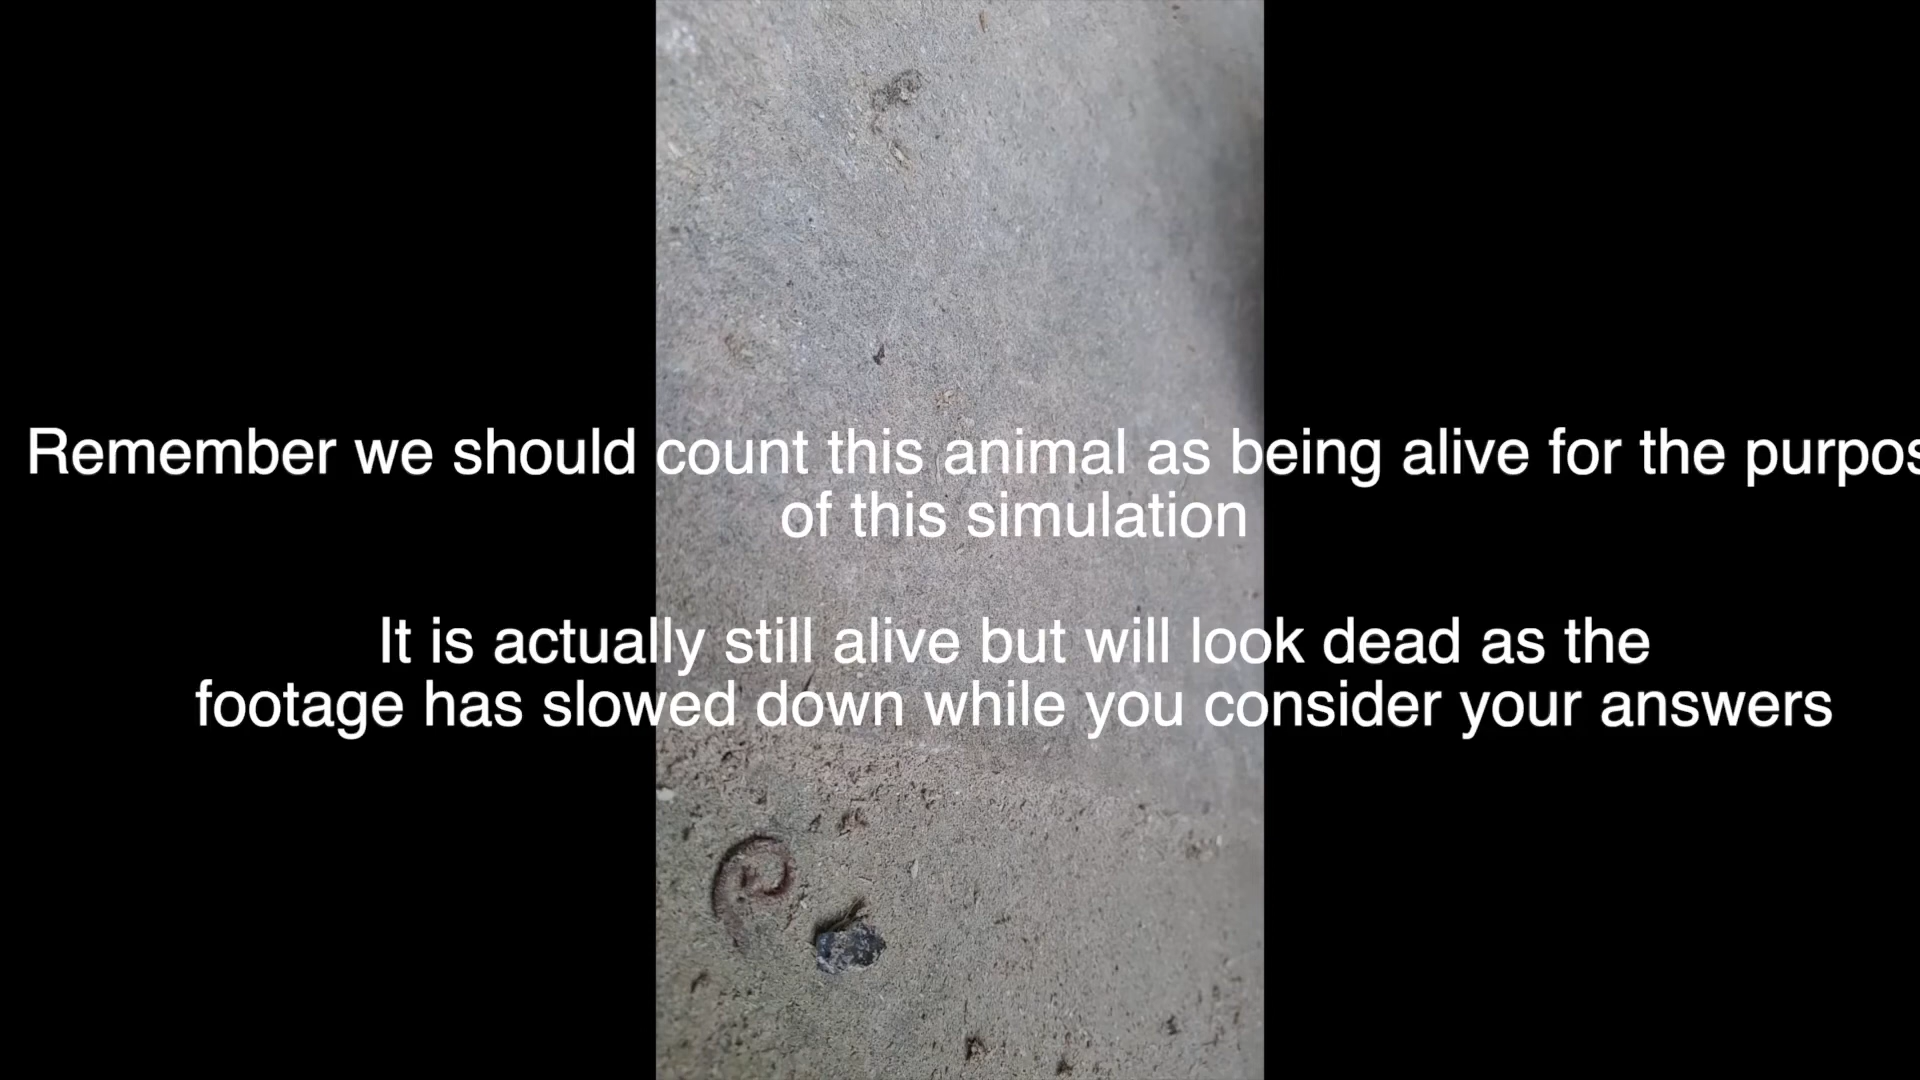 Remember we should count this animal as being alive for the purpos
of this simulation
It is actually still alive but will look dead as the
footage has slowed down while you consider your answers